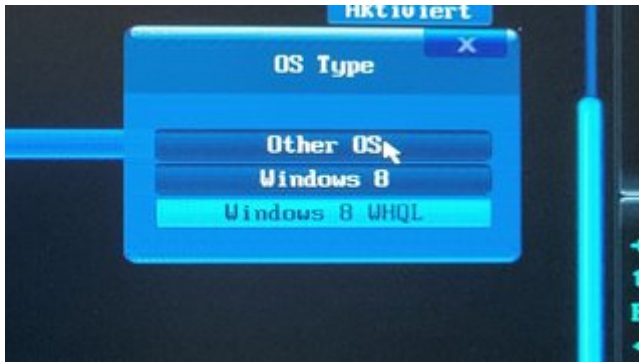 Aktiviert
X
OS Type
Other OS
Windows 8
Windows 8 WHQL